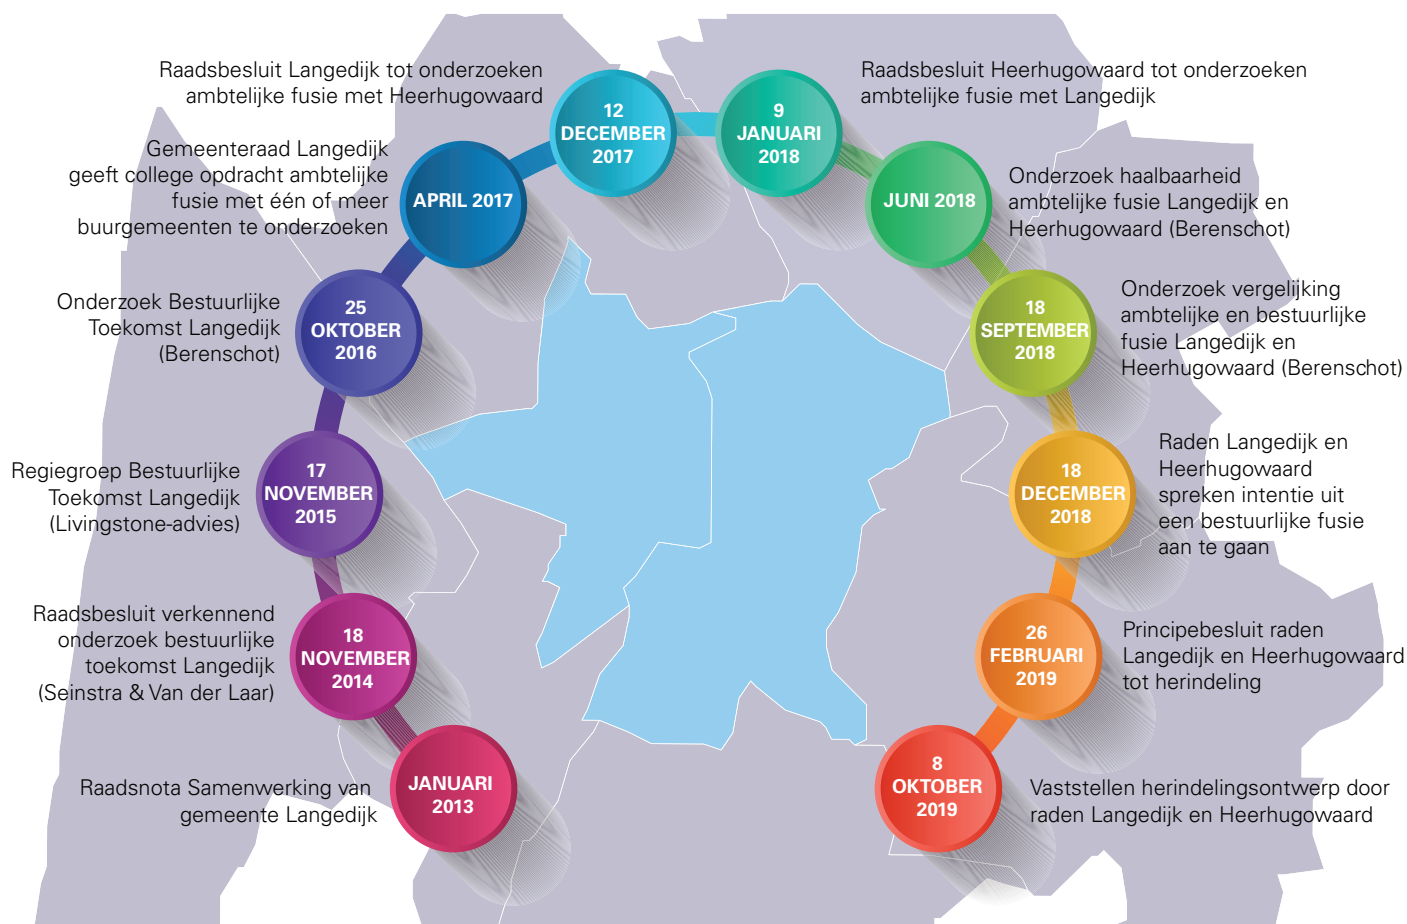 JANUARI
2013
Raadsnota Samenwerking van
gemeente Langedijk
18
NOVEMBER
2014
Raadsbesluit verkennend
onderzoek bestuurlijke
toekomst Langedijk
(Seinstra & Van der Laar)
17
NOVEMBER
2015
Regiegroep Bestuurlijke
Toekomst Langedijk
(Livingstone-advies)
25
OKTOBER
2016
Onderzoek Bestuurlijke
Toekomst Langedijk
(Berenschot)
APRIL 2017
Gemeenteraad Langedijk
geeft college opdracht ambtelijke
fusie met één of meer
buurgemeenten te onderzoeken
12
DECEMBER
2017
Raadsbesluit Langedijk tot onderzoeken
ambtelijke fusie met Heerhugowaard
9
JANUARI
2018
Raadsbesluit Heerhugowaard tot onderzoeken
ambtelijke fusie met Langedijk
JUNI 2018
Onderzoek haalbaarheid
ambtelijke fusie Langedijk en
Heerhugowaard (Berenschot)
18
SEPTEMBER
2018
Onderzoek vergelijking
ambtelijke en bestuurlijke
fusie Langedijk en
Heerhugowaard (Berenschot)
18
DECEMBER
2018
Raden Langedijk en
Heerhugowaard
spreken intentie uit
een bestuurlijke fusie
aan te gaan
26
FEBRUARI
2019
Principebesluit raden
Langedijk en Heerhugowaard
tot herindeling
8
OKTOBER
2019
Vaststellen herindelingsontwerp door
raden Langedijk en Heerhugowaard